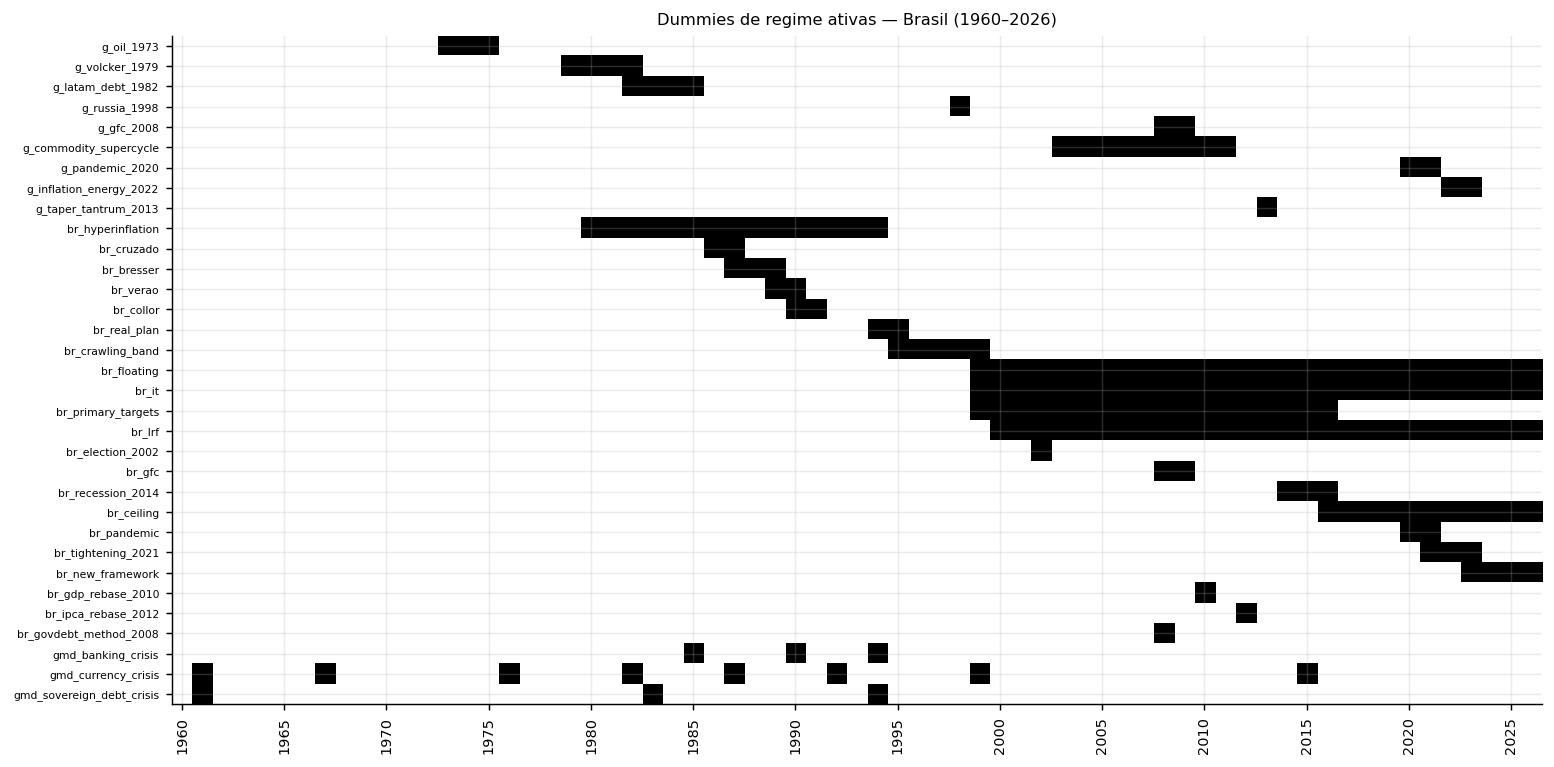 Dummies de regime ativas — Brasil (1960–2026)
g_oil_1973
g_volcker_1979
g_latam_debt_1982
g_russia_1998
g_gfc_2008
g_commodity_supercycle
g_pandemic_2020
g_inflation_energy_2022
g_taper_tantrum_2013
br_hyperinflation
br_cruzado
br_bresser
br_verao
br_collor
br_real_plan
br_crawling_band
br_floating
br_it
br_primary_targets
br_lrf
br_election_2002
br_gfc
br_recession_2014
br_ceiling
br_pandemic
br_tightening_2021
br_new_framework
br_gdp_rebase_2010
br_ipca_rebase_2012
br_govdebt_method_2008
gmd_banking_crisis
gmd_currency_crisis
gmd_sovereign_debt_crisis
1960
1965
1970
1975
1980
1985
1990
1995
2000
2005
2010
2015
2020
2025